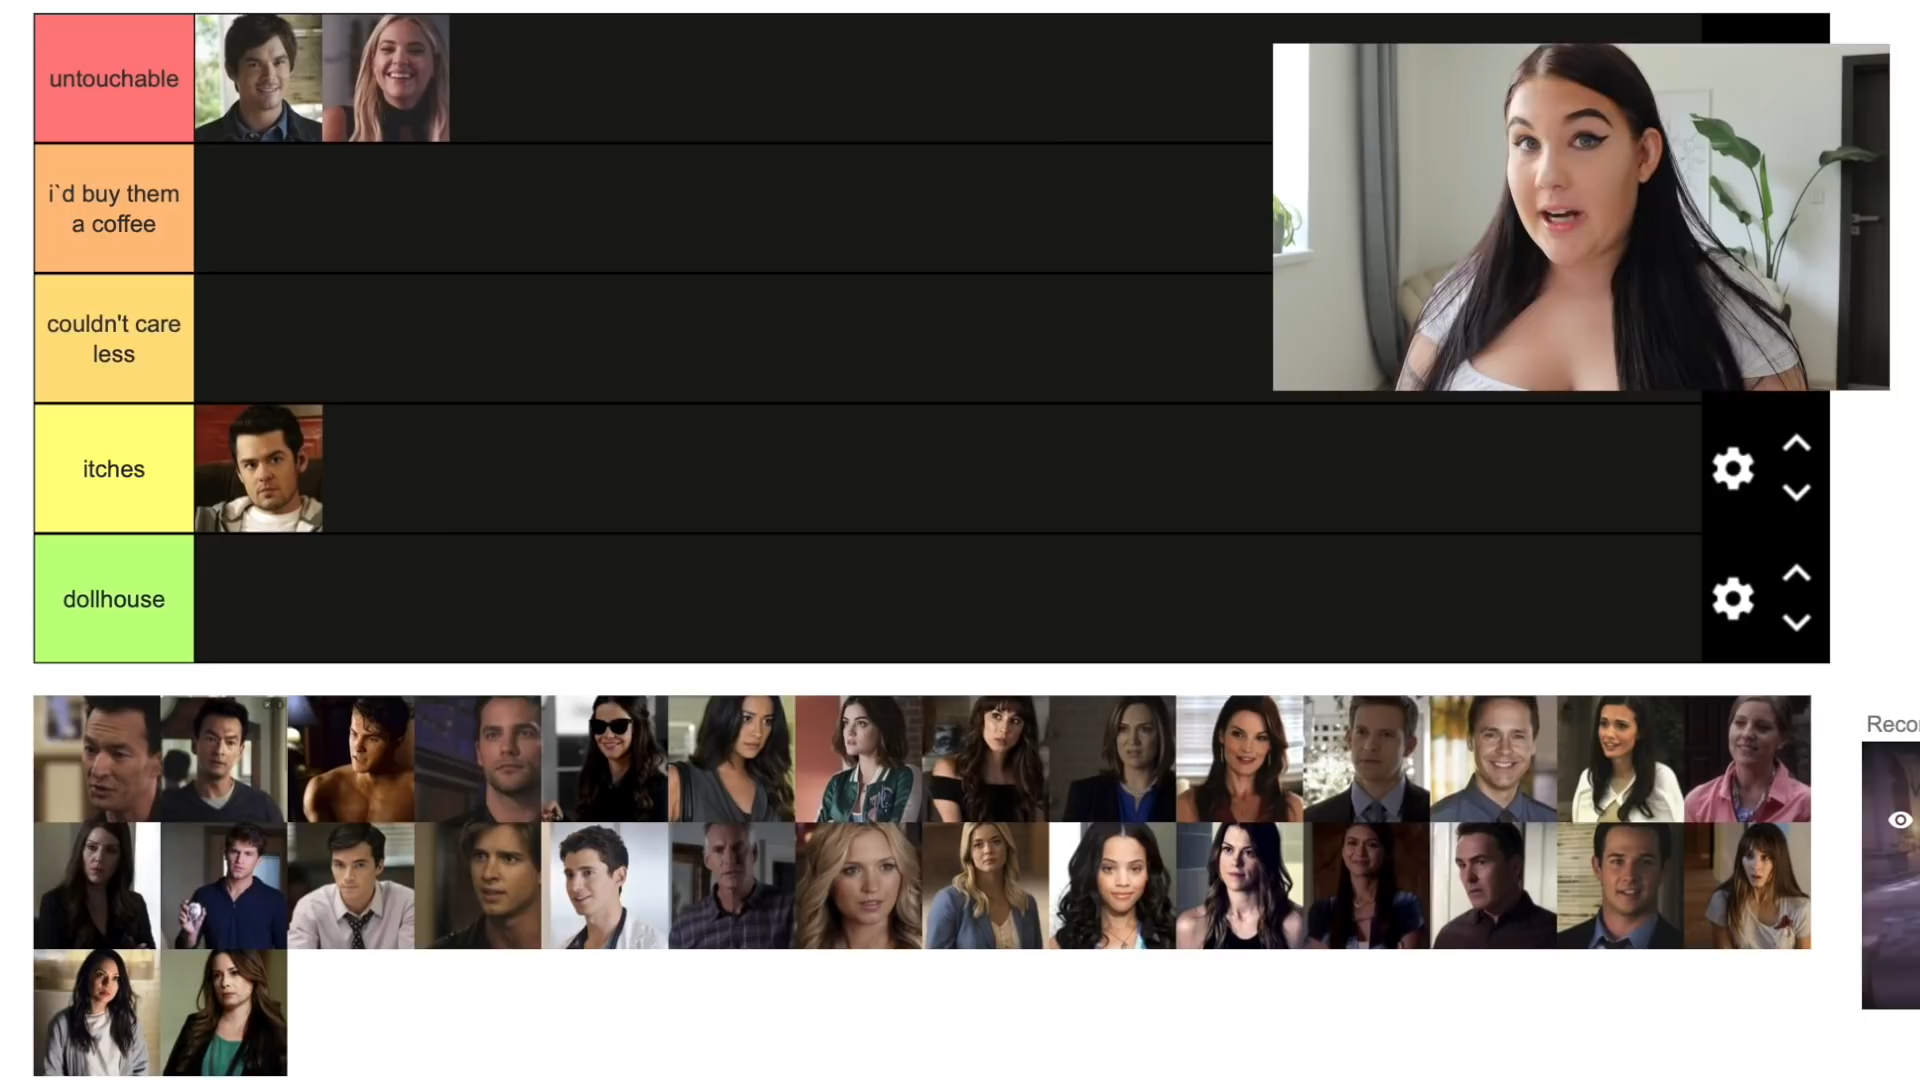 untouchable
i`d buy them
a coffee
couldn't care
less
itches
dollhouse
Reco